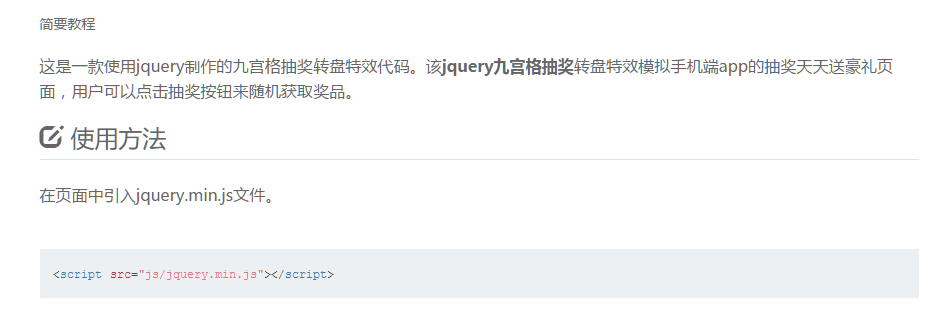 简要教程
这是一款使用jquery制作的九宫格抽奖转盘特效代码。该jquery九宫格抽奖转盘特效模拟手机端app的抽奖天天送豪礼页
面，用户可以点击抽奖按钮来随机获取奖品。
使用方法
在页面中引入jquery.min.js文件。
<script src="js/jquery.min.js"></script>